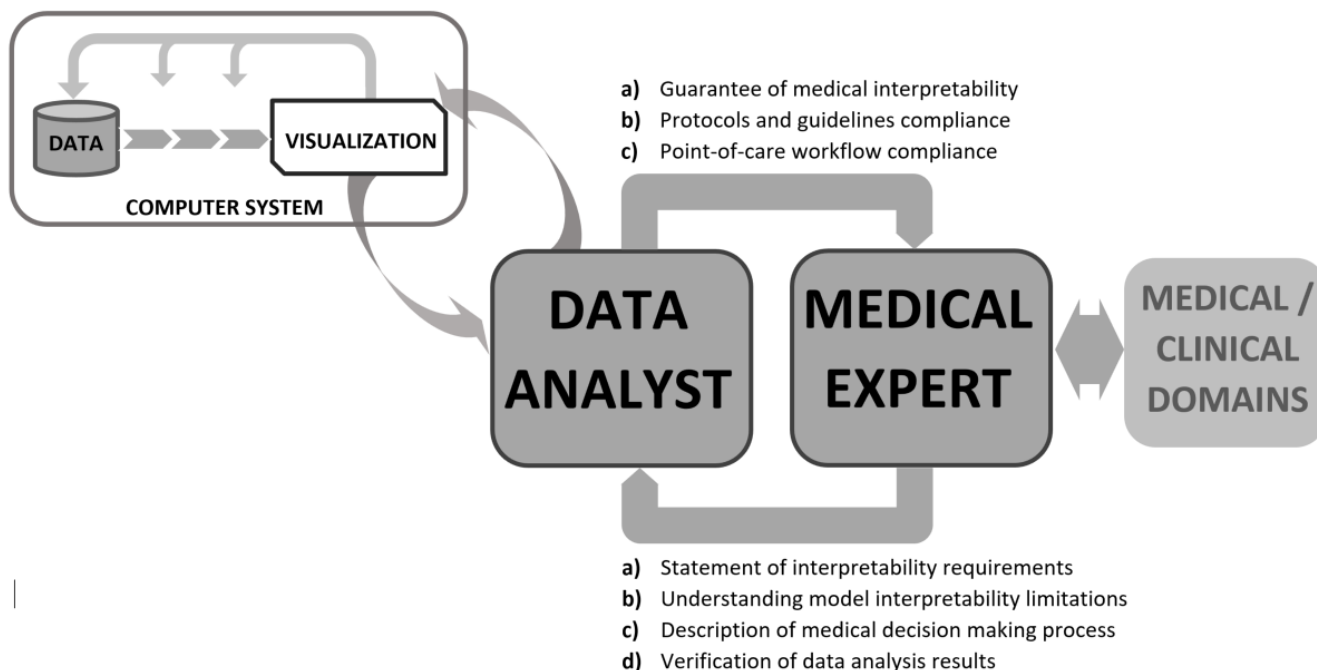 DATA
VISUALIZATION
COMPUTER SYSTEM
a) Guarantee of medical interpretability
b) Protocols and guidelines compliance
c) Point-of-care workflow compliance
DATA
ANALYST
MEDICAL
EXPERT
MEDICAL /
CLINICAL
DOMAINS
a) Statement of interpretability requirements
b) Understanding model interpretability limitations
c) Description of medical decision making process
d) Verification of data analysis results